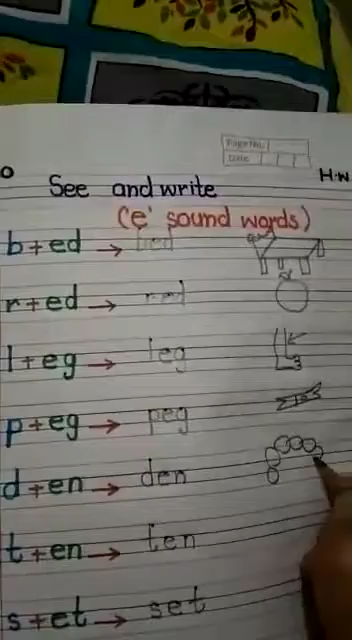 Page No.:
Date
O
H.w
See and write
(e' sound words)
b + ed → bed
r + ed → red
l + eg → leg
p + eg → peg
d + en → den
t + en → ten
s + et → set